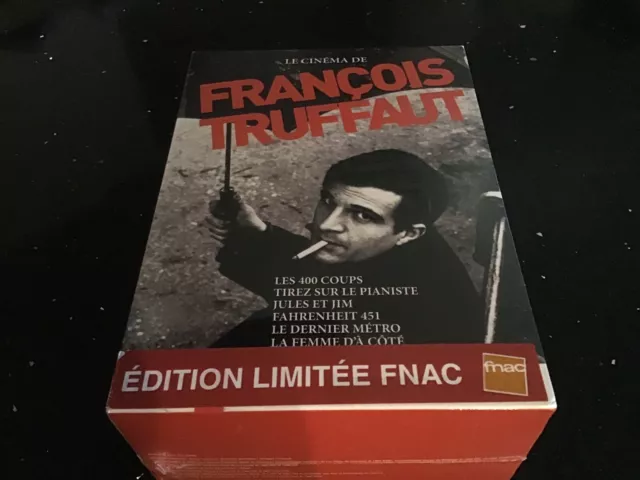 LE CINÉMA DE
FRANÇOIS
TRUFFAUT
LES 400 COUPS
TIREZ SUR LE PIANISTE
JULES ET JIM
FAHRENHEIT 451
LE DERNIER MÉTRO
LA FEMME D'À CÔTÉ
ÉDITION LIMITÉE FNAC
fnac